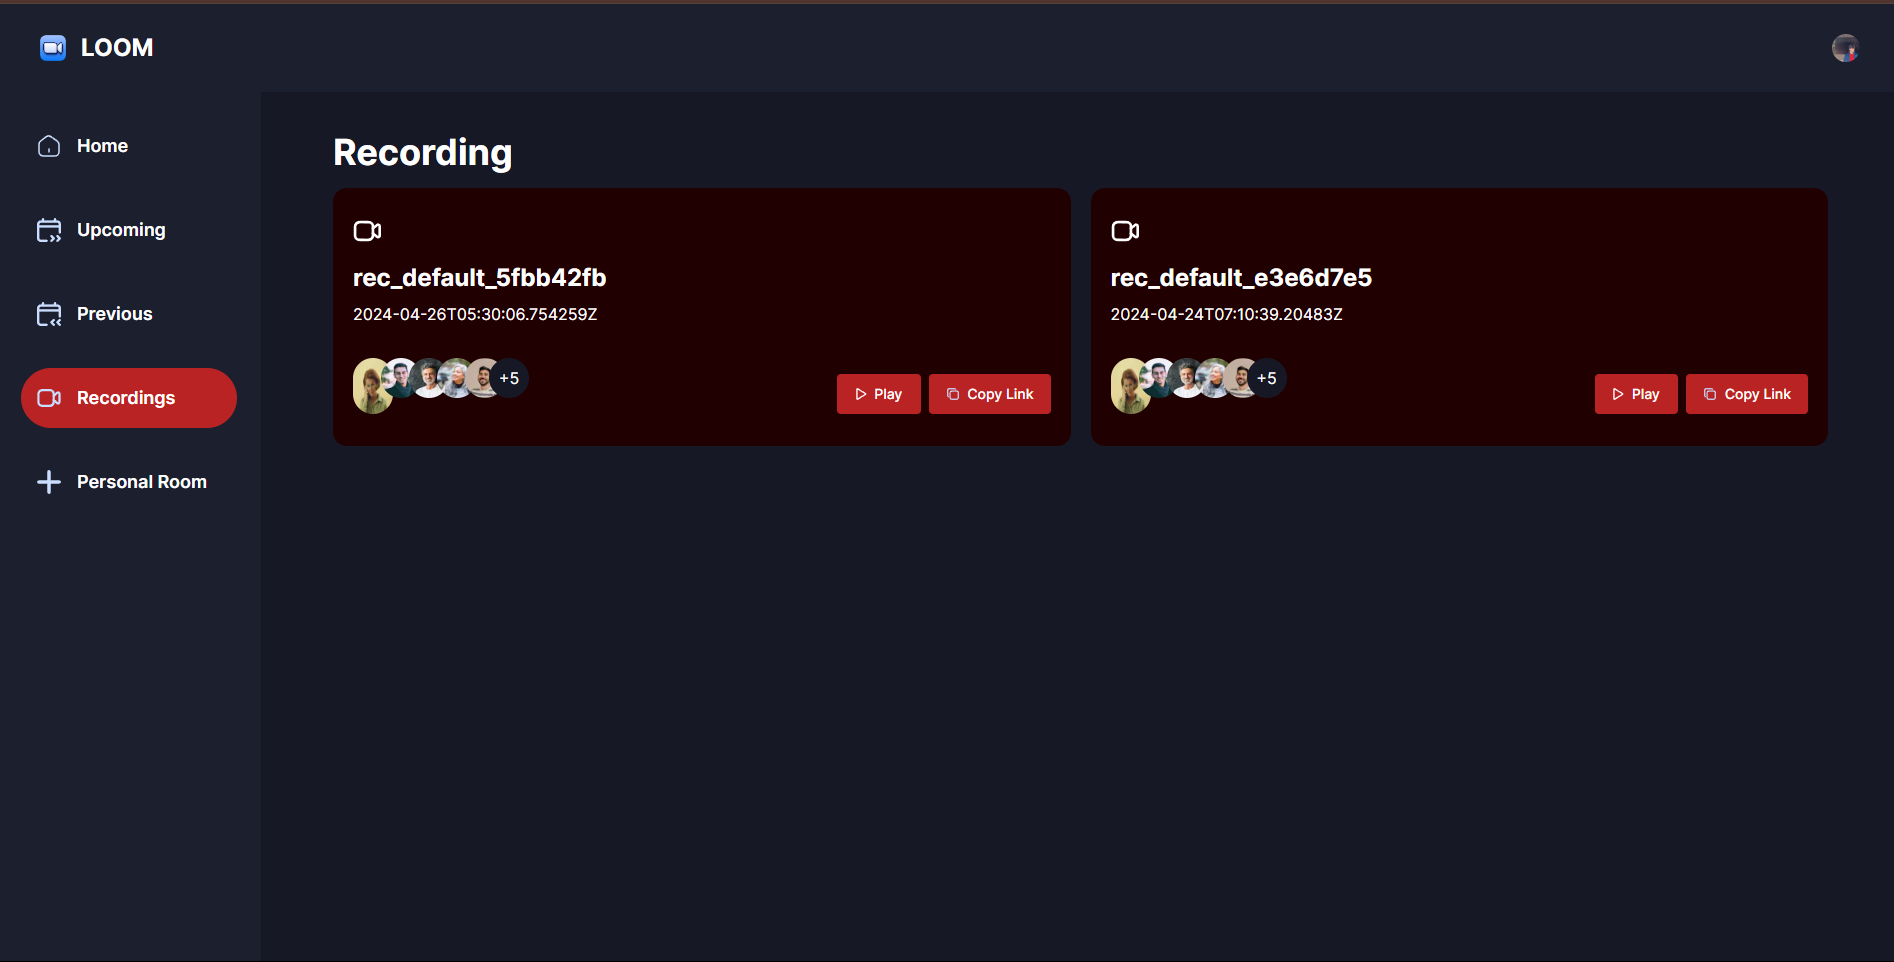 LOOM
Home
Upcoming
Previous
Recordings
Personal Room
Recording
rec_default_5fbb42fb
2024-04-26T05:30:06.754259Z
+5
Play
Copy Link
rec_default_e3e6d7e5
2024-04-24T07:10:39.20483Z
+5
Play
Copy Link